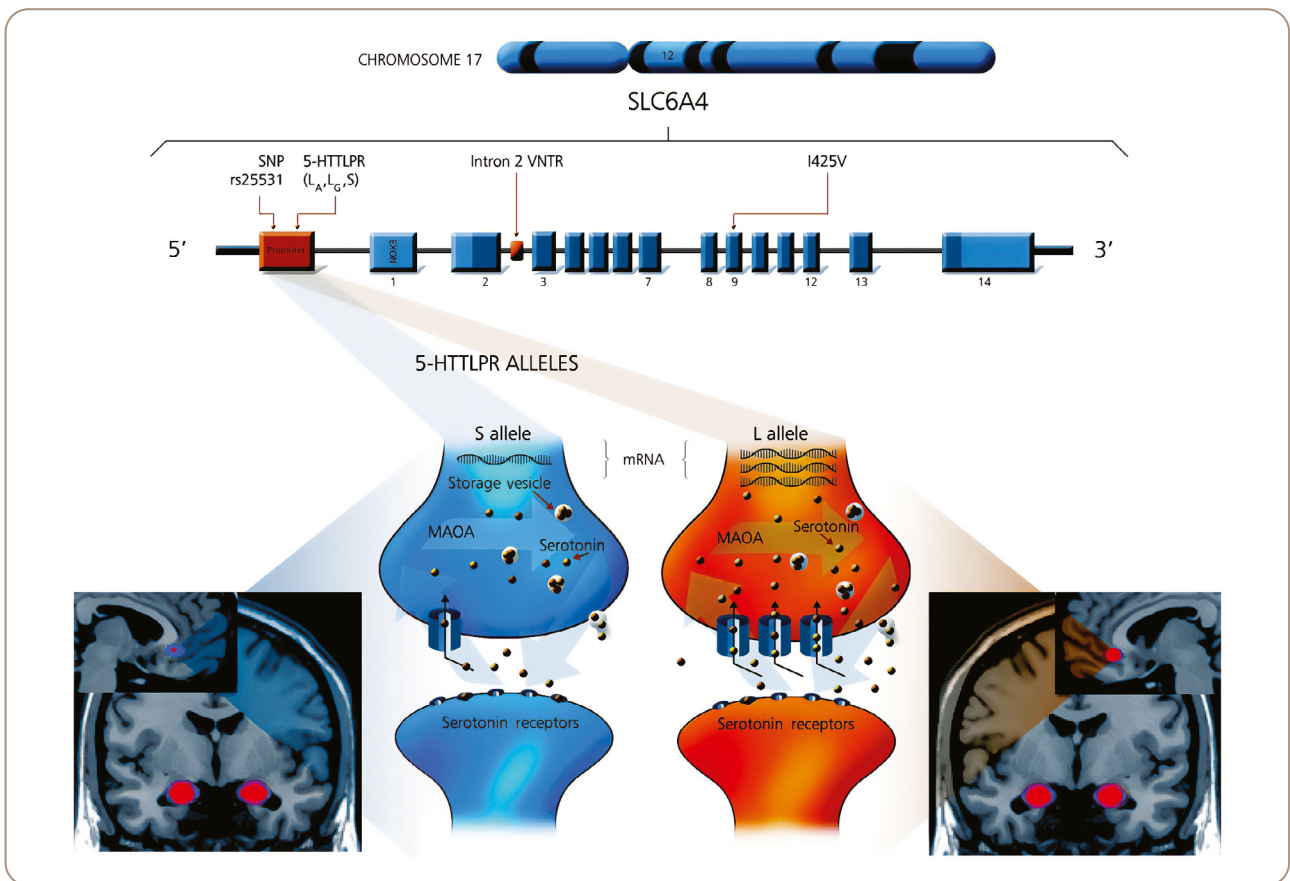 CHROMOSOME 17
12
SLC6A4
SNP
rs25531
5-HTTLPR
(LA,LG,S)
Intron 2 VNTR
I425V
5’
EXON
3’
1
2
3
7
8
9
12
13
14
5-HTTLPR ALLELES
S allele
mRNA
L allele
Storage vesicle
MAOA
Serotonin
Serotonin
MAOA
Serotonin receptors
Serotonin receptors